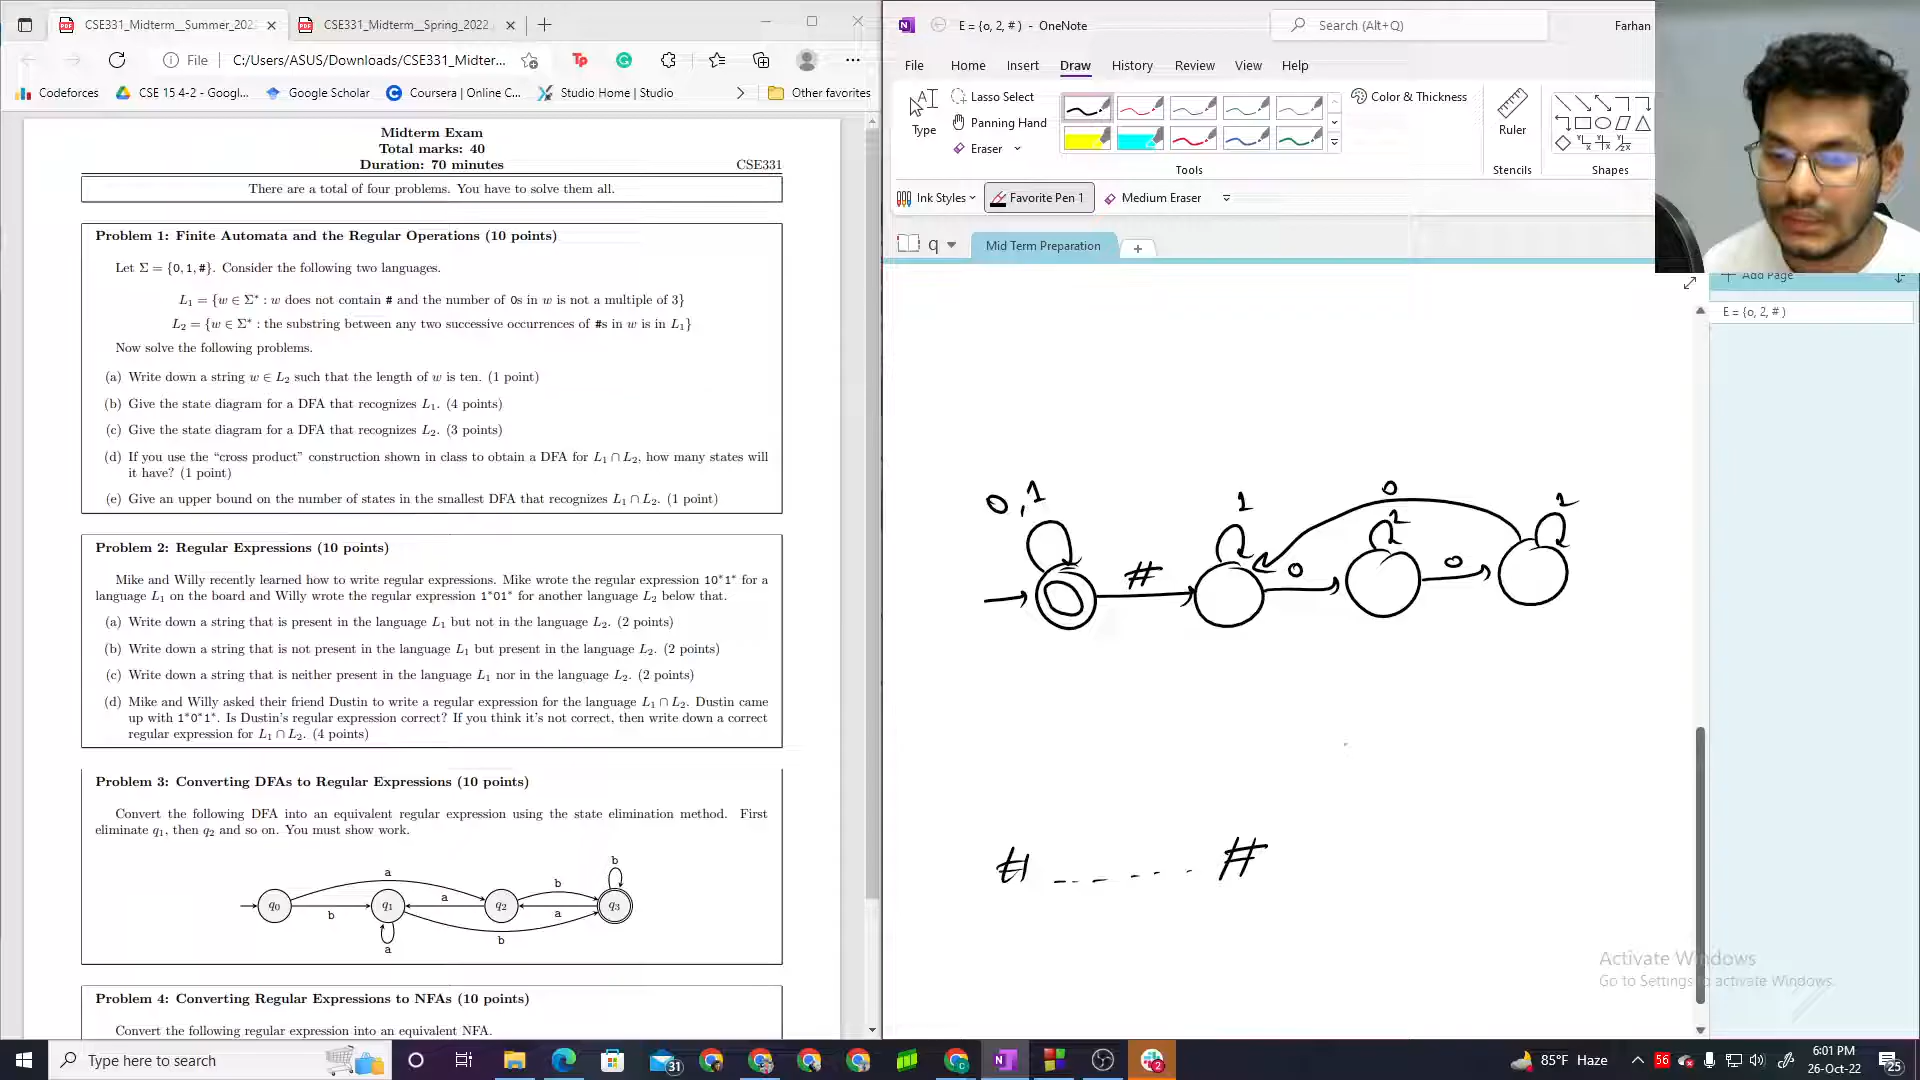 CSE331_Midterm__Summer_202
CSE331_Midterm__Spring_2022
File
C:/Users/ASUS/Downloads/CSE331_Midter...
Codeforces
CSE 15 4-2 - Googl...
Google Scholar
Coursera | Online C...
Studio Home | Studio
Other favorites
Midterm Exam
Total marks: 40
Duration: 70 minutes
CSE331
There are a total of four problems. You have to solve them all.
Problem 1: Finite Automata and the Regular Operations (10 points)
Let Σ = {0, 1, #}. Consider the following two languages.
L₁ = {w ∈ Σ* : w does not contain # and the number of 0s in w is not a multiple of 3}
L₂ = {w ∈ Σ* : the substring between any two successive occurrences of #s in w is in L₁}
Now solve the following problems.
(a) Write down a string w ∈ L₂ such that the length of w is ten. (1 point)
(b) Give the state diagram for a DFA that recognizes L₁. (4 points)
(c) Give the state diagram for a DFA that recognizes L₂. (3 points)
(d) If you use the “cross product” construction shown in class to obtain a DFA for L₁ ∩ L₂, how many states will
it have? (1 point)
(e) Give an upper bound on the number of states in the smallest DFA that recognizes L₁ ∩ L₂. (1 point)
Problem 2: Regular Expressions (10 points)
Mike and Willy recently learned how to write regular expressions. Mike wrote the regular expression 10*1* for a
language L₁ on the board and Willy wrote the regular expression 1*01* for another language L₂ below that.
(a) Write down a string that is present in the language L₁ but not in the language L₂. (2 points)
(b) Write down a string that is not present in the language L₁ but present in the language L₂. (2 points)
(c) Write down a string that is neither present in the language L₁ nor in the language L₂. (2 points)
(d) Mike and Willy asked their friend Dustin to write a regular expression for the language L₁ ∩ L₂. Dustin came
up with 1*0*1*. Is Dustin's regular expression correct? If you think it's not correct, then write down a correct
regular expression for L₁ ∩ L₂. (4 points)
Problem 3: Converting DFAs to Regular Expressions (10 points)
Convert the following DFA into an equivalent regular expression using the state elimination method. First
eliminate q₁, then q₂ and so on. You must show work.
b
a
b
a
q₀
q₁
q₂
q₃
b
a
b
a
Problem 4: Converting Regular Expressions to NFAs (10 points)
Convert the following regular expression into an equivalent NFA.
E = {o, 2, # ) - OneNote
Search (Alt+Q)
Farhan
File
Home
Insert
Draw
History
Review
View
Help
Type
Lasso Select
Panning Hand
Eraser
Color & Thickness
Ruler
Tools
Stencils
Shapes
Ink Styles
Favorite Pen 1
Medium Eraser
q
Mid Term Preparation
Add Page
E = {o, 2, # )
0, 1
1
0
1
1
#
0
0
# _ _ _ _ _ #
Activate Windows
Go to Settings to activate Windows.
Type here to search
31
2
85°F Haze
56
6:01 PM
26-Oct-22
25